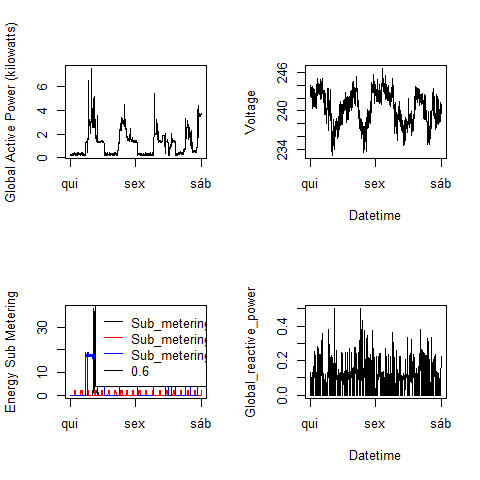 Global Active Power (kilowatts)
0 2 4 6
qui sex sáb
Voltage
234 240 246
qui sex sáb
Datetime
Energy Sub Metering
0 10 30
Sub_metering
Sub_metering
Sub_metering
0.6
qui sex sáb
Global_reactive_power
0.0 0.2 0.4
qui sex sáb
Datetime